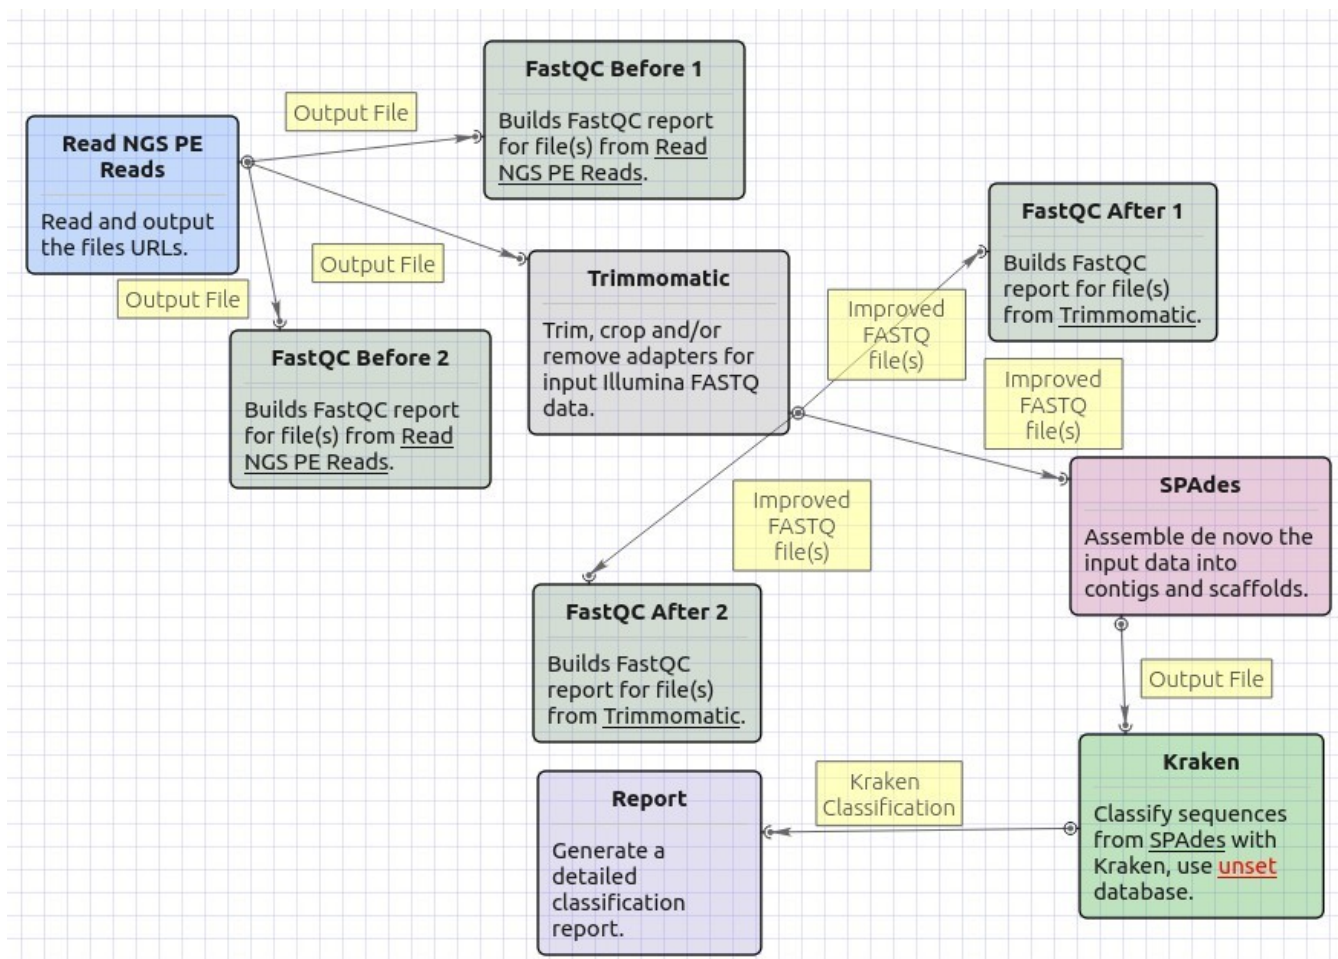 FastQC Before 1
Builds FastQC report
for file(s) from Read
NGS PE Reads.
Output File
Read NGS PE
Reads
Read and output
the files URLs.
Output File
Output File
FastQC Before 2
Builds FastQC report
for file(s) from Read
NGS PE Reads.
Trimmomatic
Trim, crop and/or
remove adapters for
input Illumina FASTQ
data.
FastQC After 1
Builds FastQC
report for file(s)
from Trimmomatic.
Improved
FASTQ
file(s)
Improved
FASTQ
file(s)
Improved
FASTQ
file(s)
SPAdes
Assemble de novo the
input data into
contigs and scaffolds.
FastQC After 2
Builds FastQC
report for file(s)
from Trimmomatic.
Output File
Kraken
Classify sequences
from SPAdes with
Kraken, use unset
database.
Kraken
Classification
Report
Generate a
detailed
classification
report.